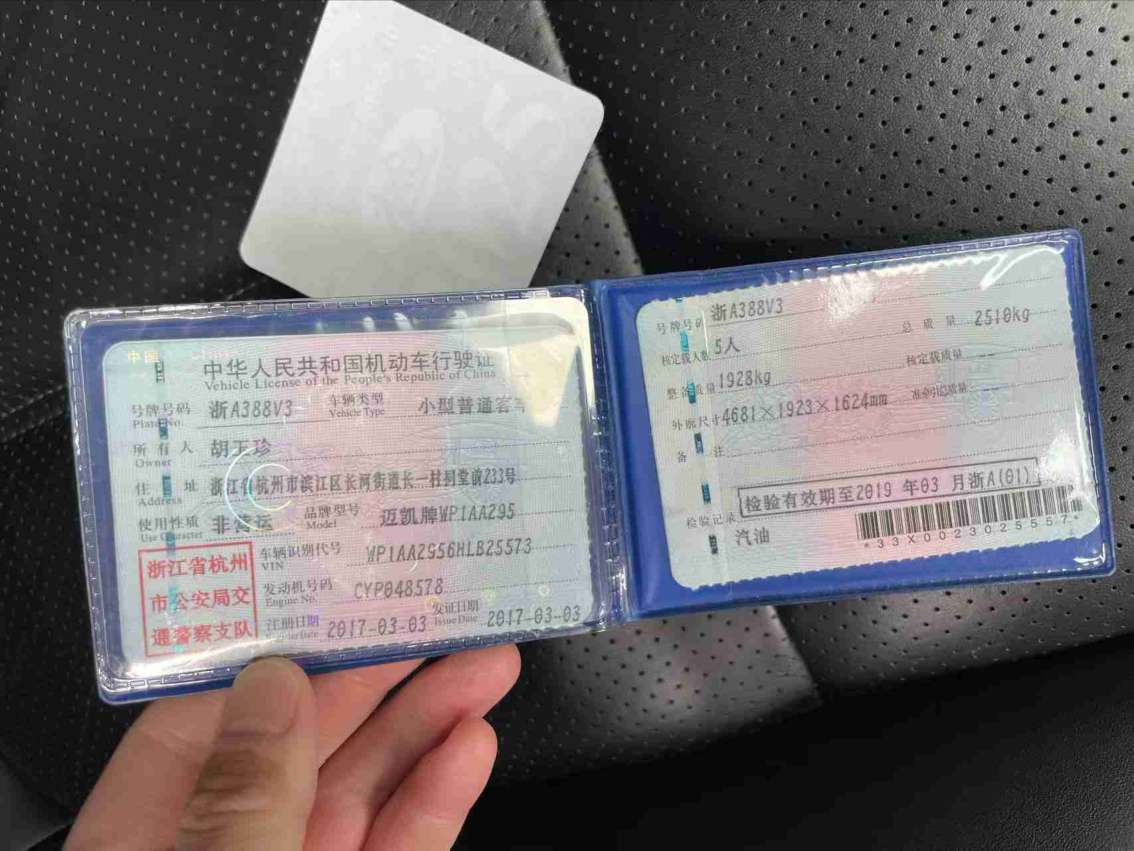 中华人民共和国机动车行驶证
Vehicle License of the People's Republic of China
号牌号码 浙A388V3 车辆类型 小型普通客车
Plate No. Vehicle Type
所有人 胡玉珍
Owner
住址 浙江省杭州市滨江区长河街道长一村祠堂前233号
Address
使用性质 非营运 品牌型号 迈凯牌WP1AA295
Use Character Model
浙江省杭州
市公安局交
通警察支队
车辆识别代号 WP1AA2956HLB25573
VIN
发动机号码 CYP048578
Engine No.
注册日期 2017-03-03 发证日期 2017-03-03
Register Date Issue Date
号牌号码 浙A388V3
核定载人数 5人 总质量 2510kg
整备质量 1928kg 核定载质量 --
外廓尺寸 4681×1923×1624mm 准牵引总质量 --
备注
检验有效期至2019 年03 月浙A(01)
检验记录
汽油
*33X0023025557*